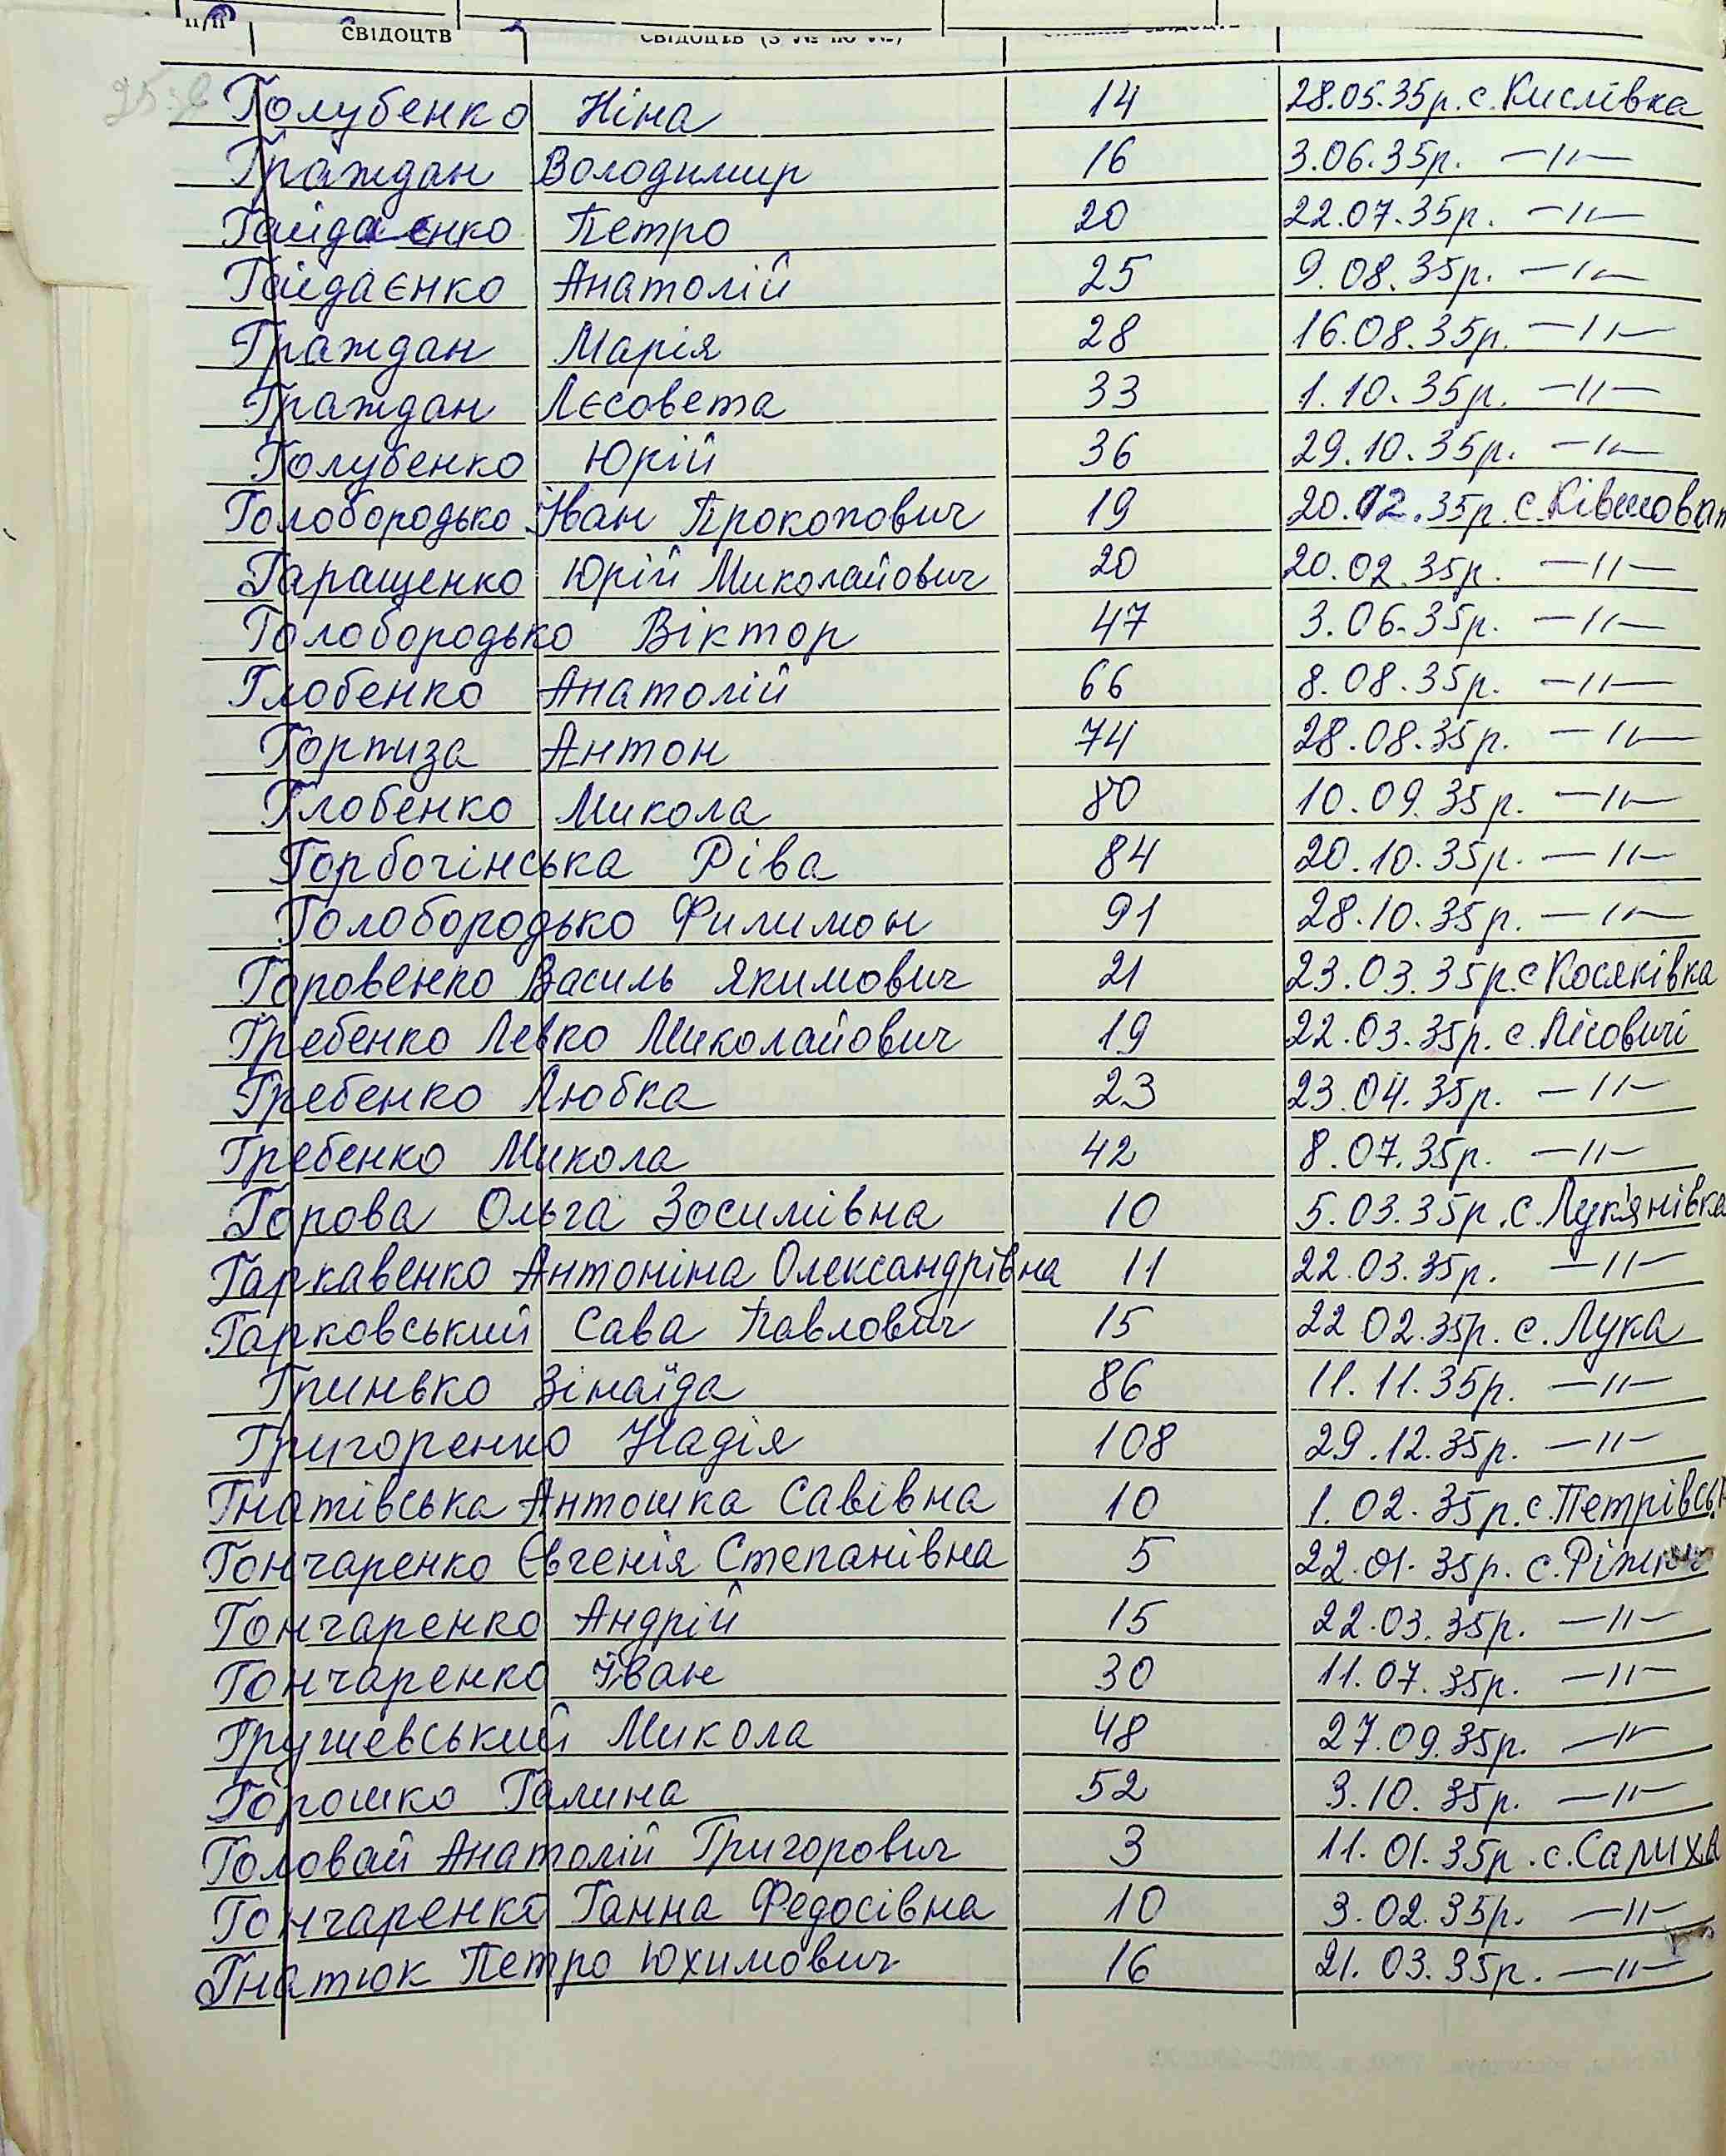 п/п свідоцтв свідоцтв (з № по №)
Голубенко Ніна 14 28.05.35р. с. Кислівка
Граждан Володимир 16 3.06.35р. —"—
Гайдаєнко Петро 20 22.07.35р. —"—
Гайдаєнко Анатолій 25 9.08.35р. —"—
Граждан Марія 28 16.08.35р. —"—
Граждан Лєсовета 33 1.10.35р. —"—
Голубенко Юрій 36 29.10.35р. —"—
Голобородько Іван Прокопович 19 20.02.35р. с. Ківшоват
Гаращенко Юрій Миколайович 20 20.02.35р. —"—
Голобородько Віктор 47 3.06.35р. —"—
Глобенко Анатолій 66 8.08.35р. —"—
Горпиза Антон 74 28.08.35р. —"—
Глобенко Микола 80 10.09.35р. —"—
Горбочінська Ріва 84 20.10.35р. —"—
Голобородько Филимон 91 28.10.35р. —"—
Горовенко Василь Якимович 21 23.03.35р. с Косяківка
Гребенко Левко Миколайович 19 22.03.35р. с. Лісовичі
Гребенко Любка 23 23.04.35р. —"—
Гребенко Микола 42 8.07.35р. —"—
Горова Ольга Зосимівна 10 5.03.35р. с. Лук'янівка
Гаркавенко Антоніна Олександрівна 11 22.03.35р. —"—
Гарковський Сава Павлович 15 22 02.35р. с. Лука
Гринько Зінаїда 86 11.11.35р. —"—
Григоренко Надія 108 29.12.35р. —"—
Гнатівська Антошка Савівна 10 1.02.35р. с. Петрівськ
Гончаренко Євгенія Степанівна 5 22.01.35р. с.
Гончаренко Андрій 15 22.03.35р. —"—
Гончаренко Іван 30 11.07.35р. —"—
Грушевський Микола 48 27.09.35р. —"—
Горошко Галина 52 3.10.35р. —"—
Головай Анатолій Григорович 3 11.01.35р. с. Салиха
Гончаренко Ганна Федосівна 10 3.02.35р. —"—
Гнатюк Петро Юхимович 16 21.03.35р. —"—